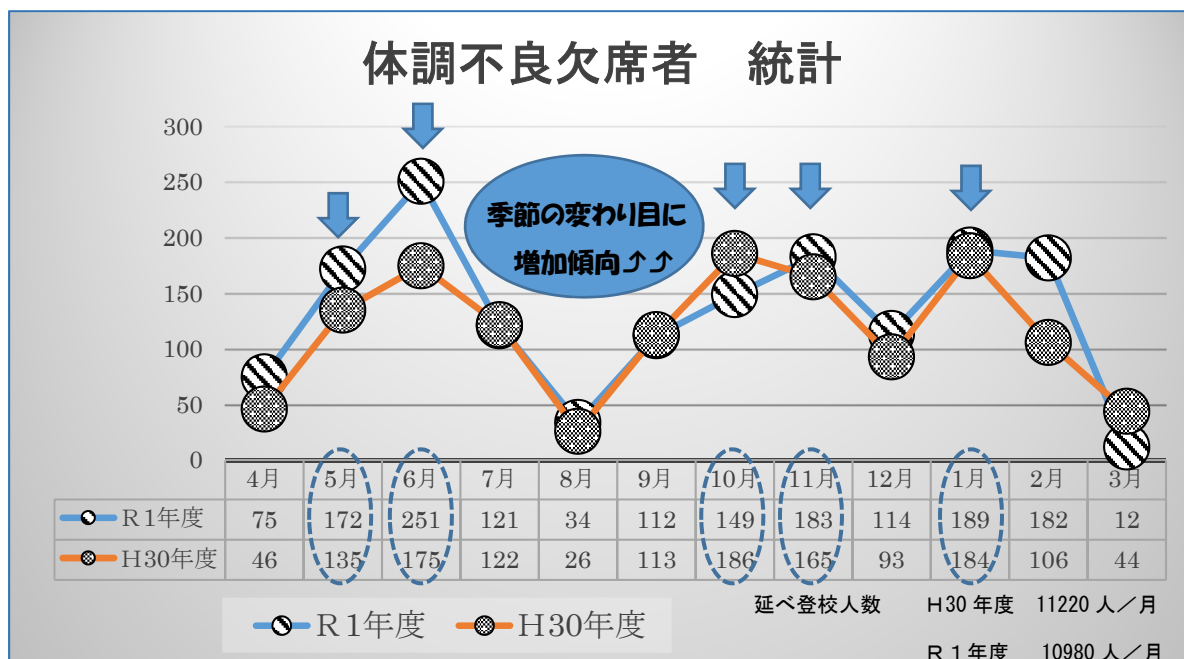 体調不良欠席者　統計
300
250
200
150
100
50
0
季節の変わり目に
増加傾向⤴⤴
4月 5月 6月 7月 8月 9月 10月 11月 12月 1月 2月 3月
R1年度 75 172 251 121 34 112 149 183 114 189 182 12
H30年度 46 135 175 122 26 113 186 165 93 184 106 44
R1年度 H30年度
延べ登校人数 H30年度 11220人／月
R1年度 10980人／月